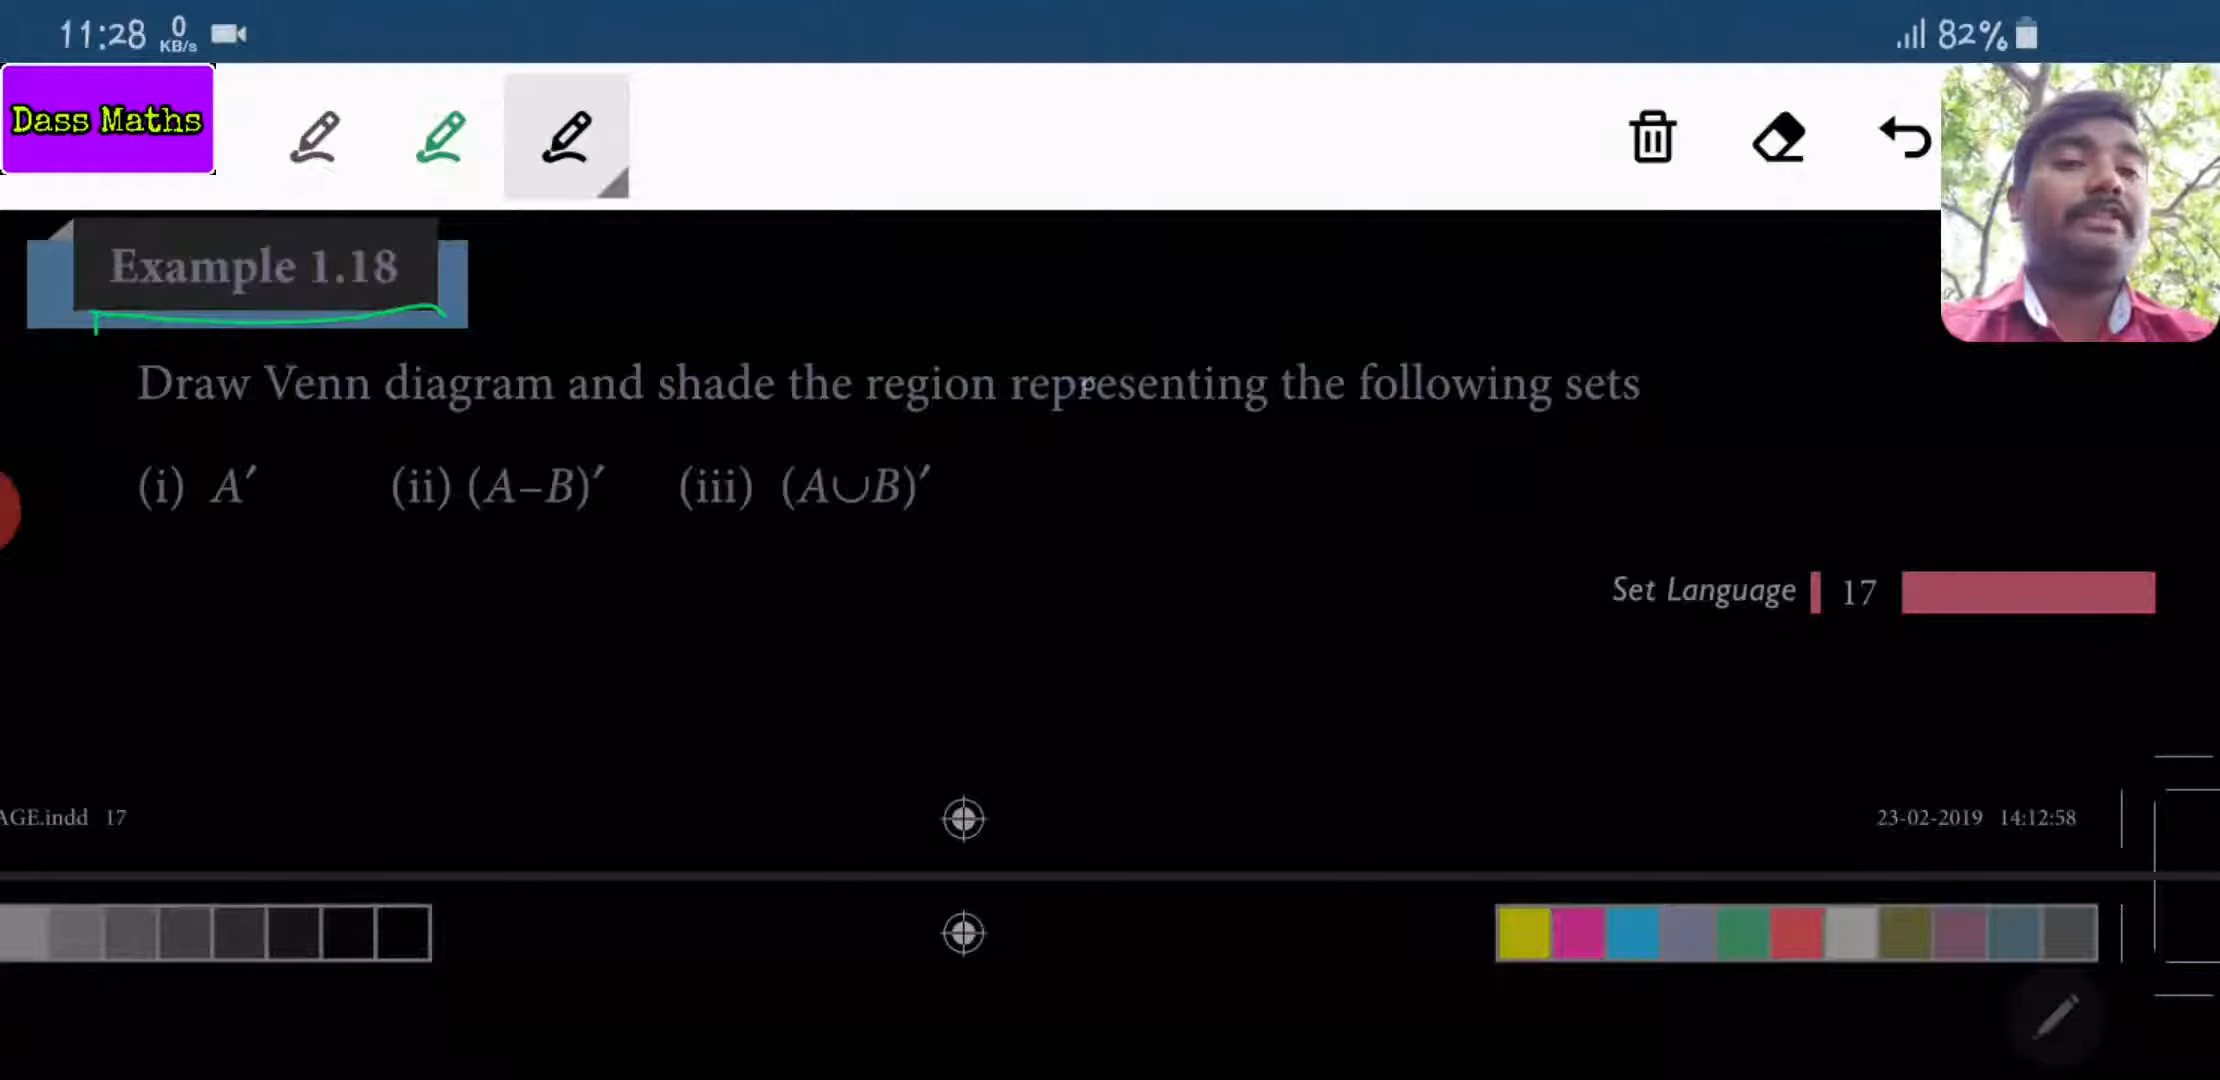 11:28 0 KB/s 82%
Dass Maths
Example 1.18
Draw Venn diagram and shade the region representing the following sets
(i) A′ (ii) (A–B)′ (iii) (A∪B)′
Set Language 17
AGE.indd 17 23-02-2019 14:12:58